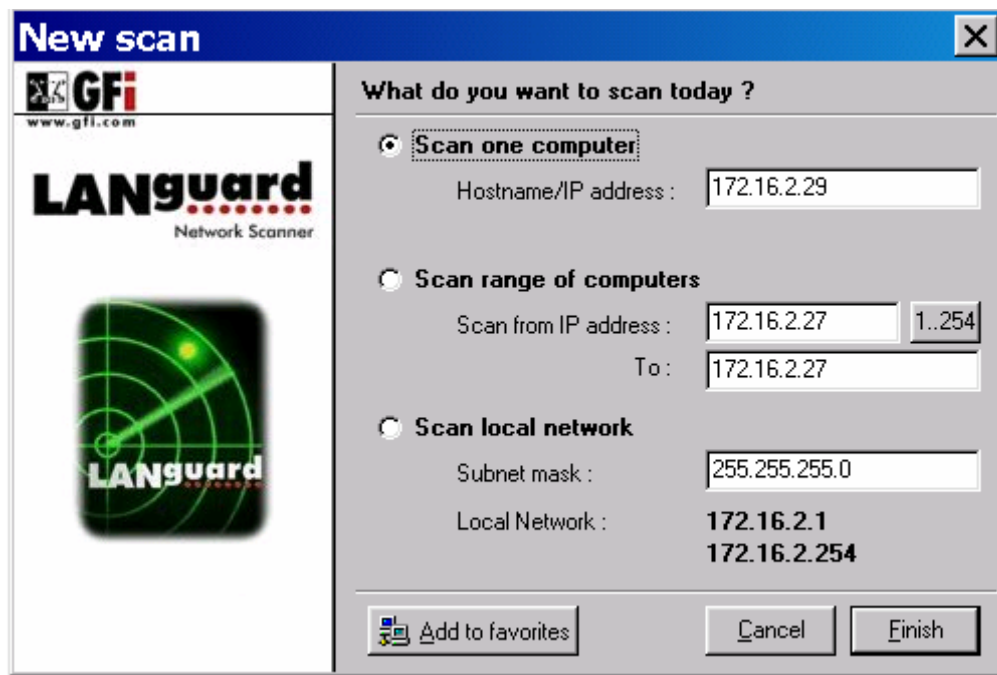 New scan
GFi
www.gfi.com
LANguard
Network Scanner
LANguard
What do you want to scan today ?
Scan one computer
Hostname/IP address : 172.16.2.29
Scan range of computers
Scan from IP address : 172.16.2.27 1..254
To : 172.16.2.27
Scan local network
Subnet mask : 255.255.255.0
Local Network : 172.16.2.1
172.16.2.254
Add to favorites Cancel Finish